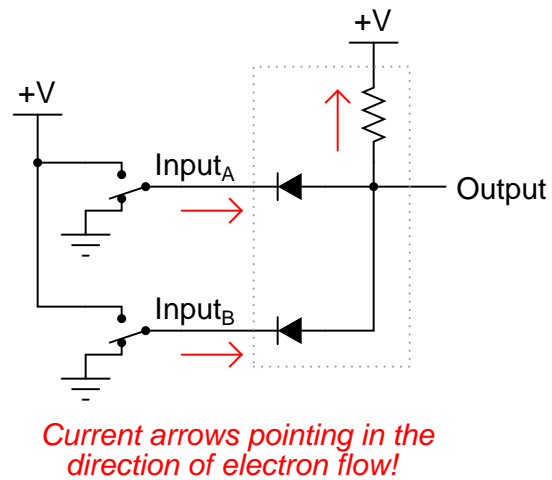 +V
+V
Input_A
Output
Input_B
Current arrows pointing in the
direction of electron flow!